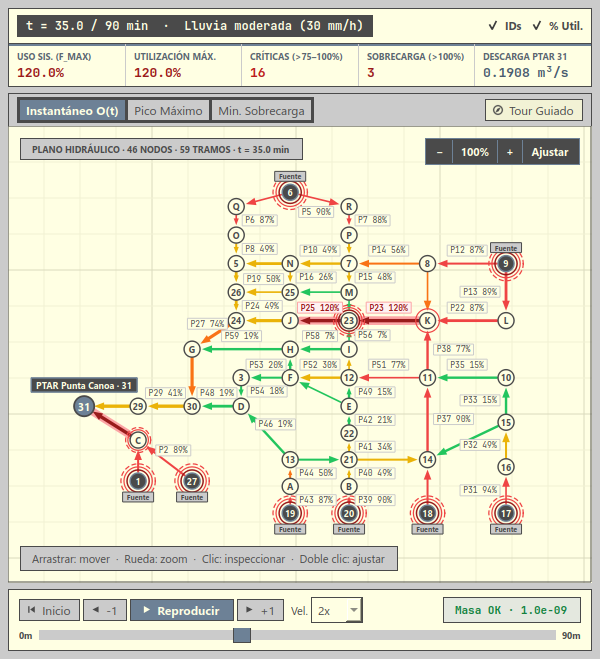 t = 35.0 / 90 min · Lluvia moderada (30 mm/h)
✓ IDs ✓ % Util.
USO SIS. (F_MAX)
120.0%
UTILIZACIÓN MÁX.
120.0%
CRÍTICAS (>75–100%)
16
SOBRECARGA (>100%)
3
DESCARGA PTAR 31
0.1908 m³/s
Instantáneo O(t)
Pico Máximo
Min. Sobrecarga
Tour Guiado
PLANO HIDRÁULICO · 46 NODOS · 59 TRAMOS · t = 35.0 min
− 100% + Ajustar
Fuente
6
Q P5 90% R
P6 87% P7 88%
O P
P8 49% P10 49% P14 56% P12 87% Fuente
5 N 7 8 9
P19 50% P16 26% P15 48%
26 25 M P13 89%
P24 49% P25 120% P23 120% P22 87%
24 J 23 K L
P27 74% P59 19% P58 7% P56 7%
G H I P38 77%
P53 20% P52 30% P51 77% P35 15%
3 F 12 11 10
PTAR Punta Canoa · 31
P29 41% P48 19% P54 18% P49 15% P33 15%
31 29 30 D E
P2 89% P46 19% P42 21% P37 90% 15
C 22 P32 49%
P41 34%
13 21 14 16
P44 50% P40 49%
1 27 A B P31 94%
Fuente Fuente P43 87% P39 90%
19 20 18 17
Fuente Fuente Fuente Fuente
Arrastrar: mover · Rueda: zoom · Clic: inspeccionar · Doble clic: ajustar
Inicio -1 Reproducir +1 Vel. 2x
Masa OK · 1.0e-09
0m 90m